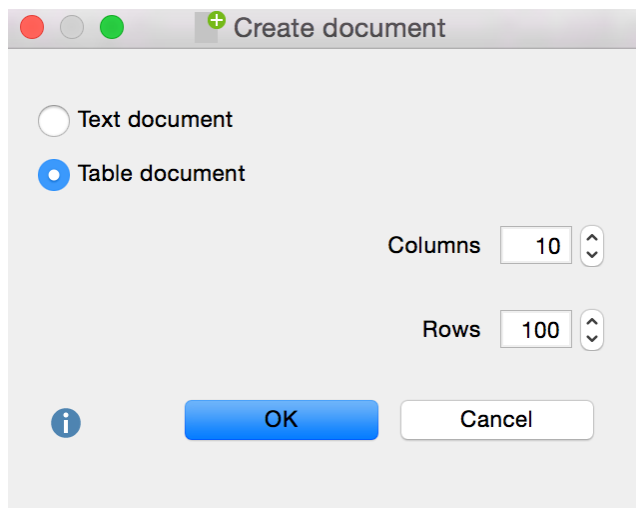 Create document
Text document
Table document
Columns 10
Rows 100
OK Cancel